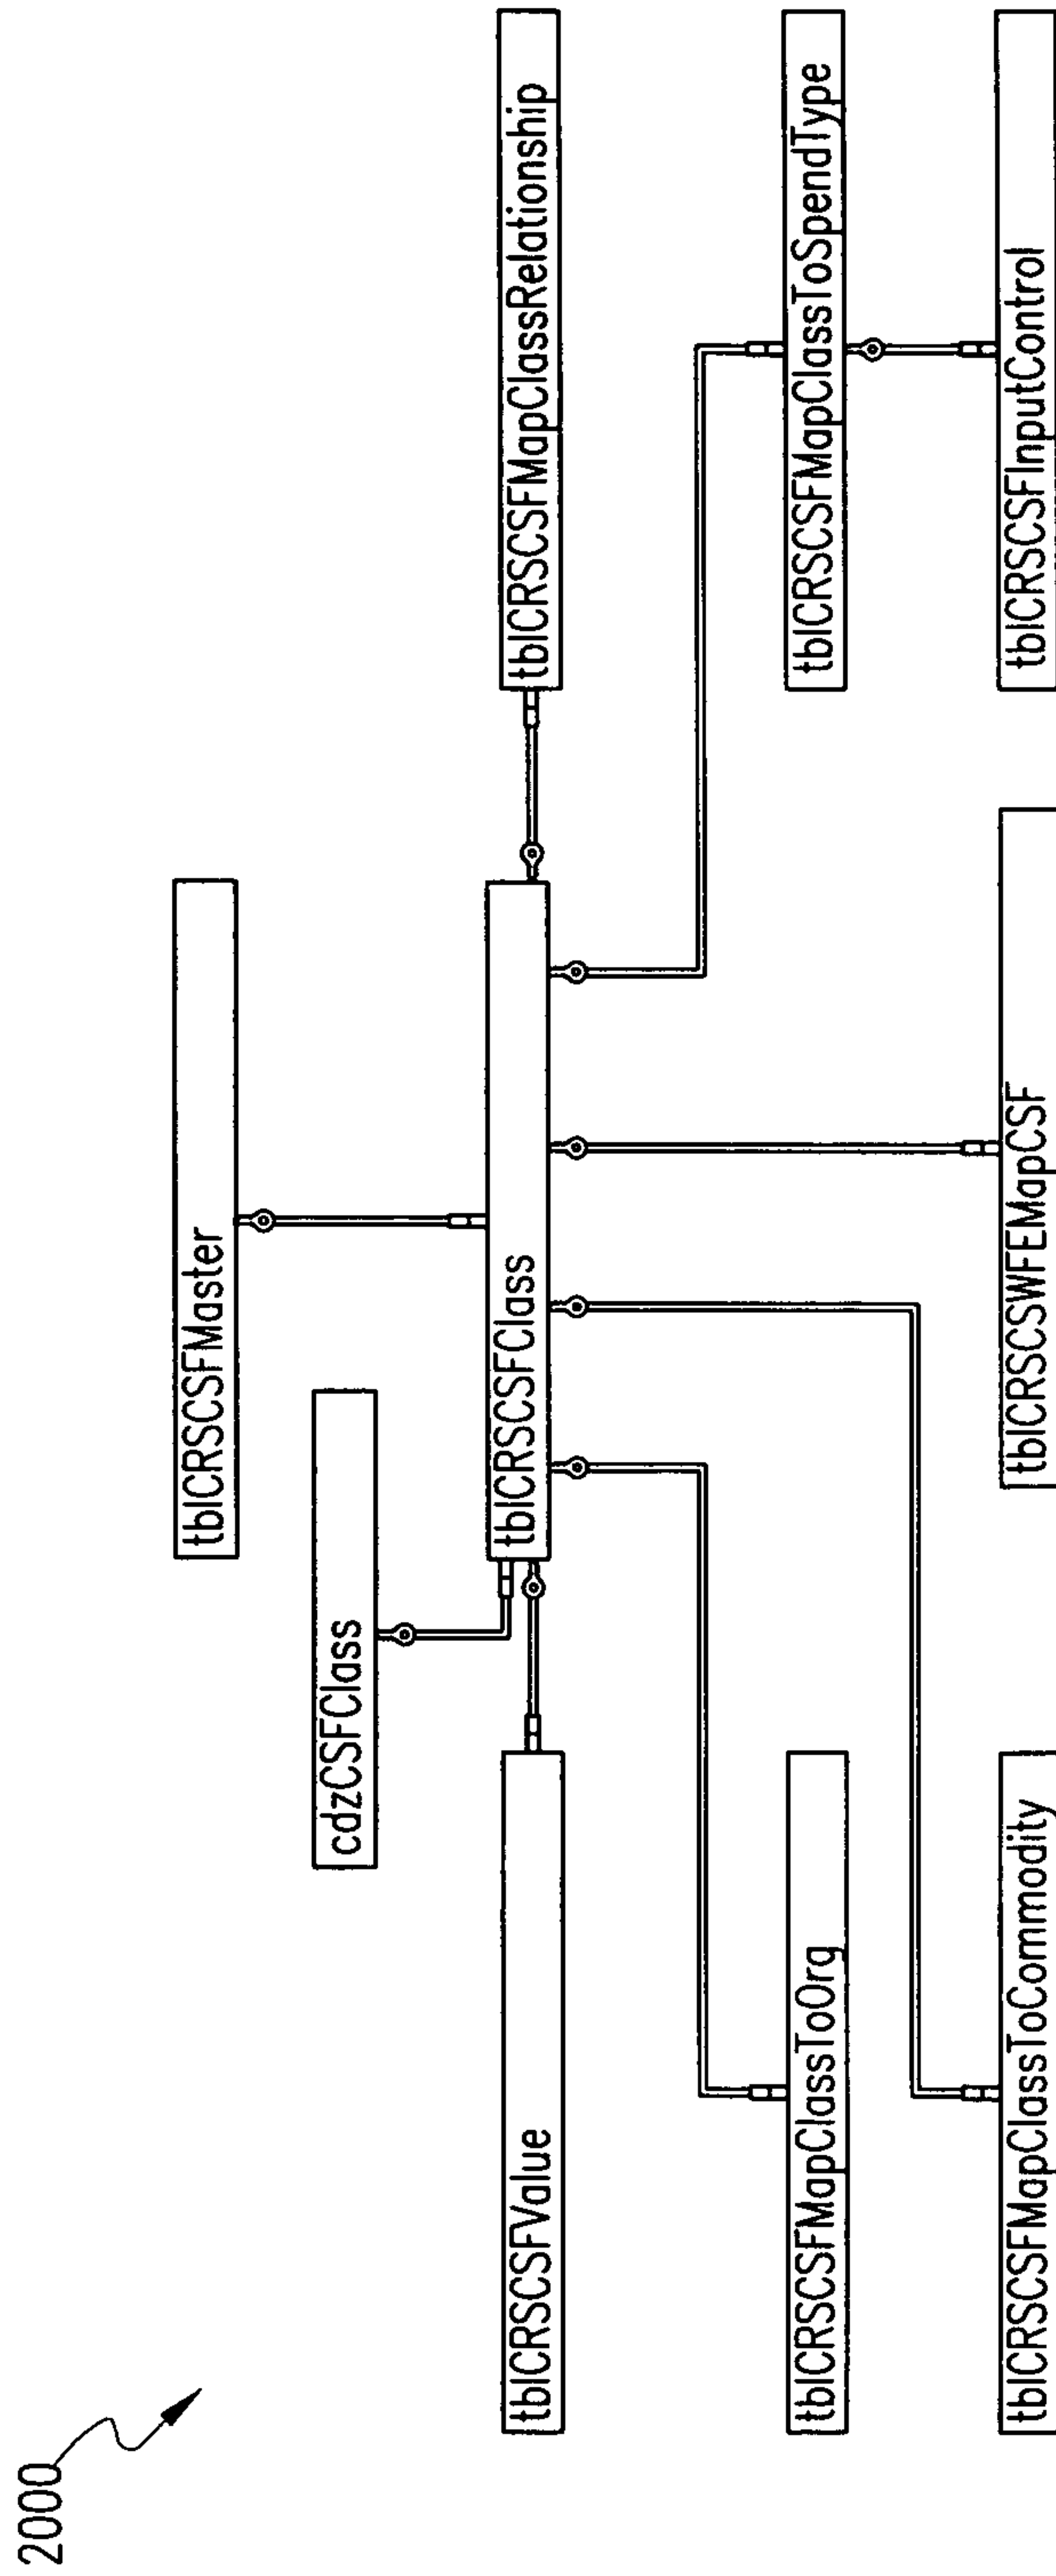 2000
tblCRSCSFMaster
cdzCSFClass
tblCRSCSFValue
tblCRSCSFClass
tblCRSCSFMapClassRelationship
tblCRSCSFMapClassToOrg
tblCRSCSFMapClassToSpendType
tblCRSCSFMapClassToCommodity
tblCRSCSWFEMapCSF
tblCRSCSFInputControl